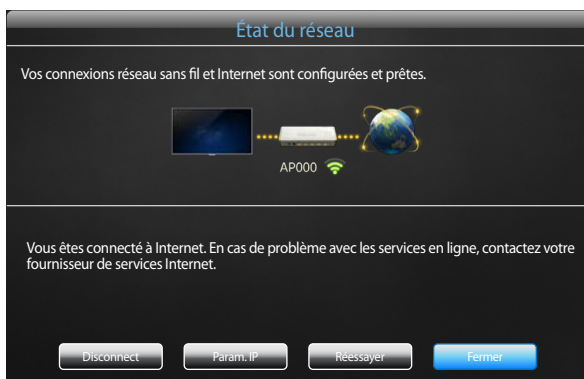 État du réseau
Vos connexions réseau sans fil et Internet sont configurées et prêtes.
AP000
Vous êtes connecté à Internet. En cas de problème avec les services en ligne, contactez votre
fournisseur de services Internet.
Disconnect Param. IP Réessayer Fermer